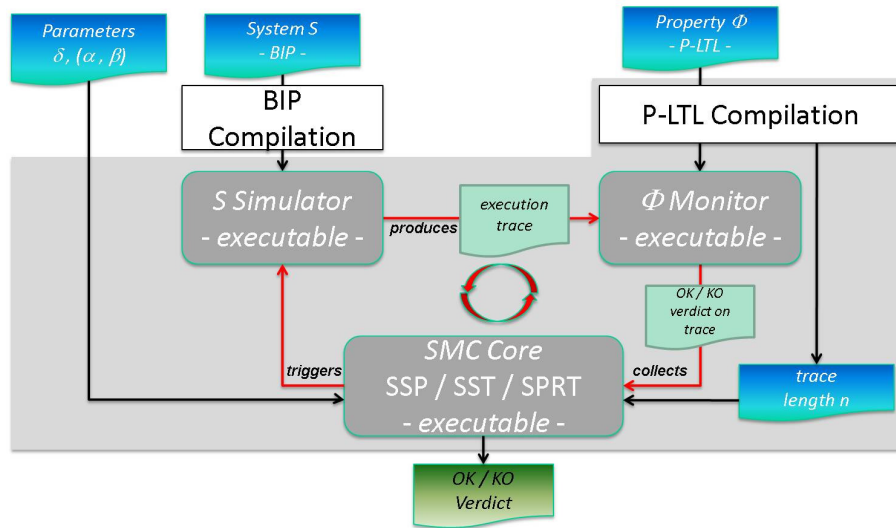 Parameters
δ, (α, β)
System S
- BIP -
Property Φ
- P-LTL -
BIP
Compilation
P-LTL Compilation
S Simulator
- executable -
produces
execution
trace
Φ Monitor
- executable -
OK / KO
verdict on
trace
triggers
SMC Core
SSP / SST / SPRT
- executable -
collects
trace
length n
OK / KO
Verdict